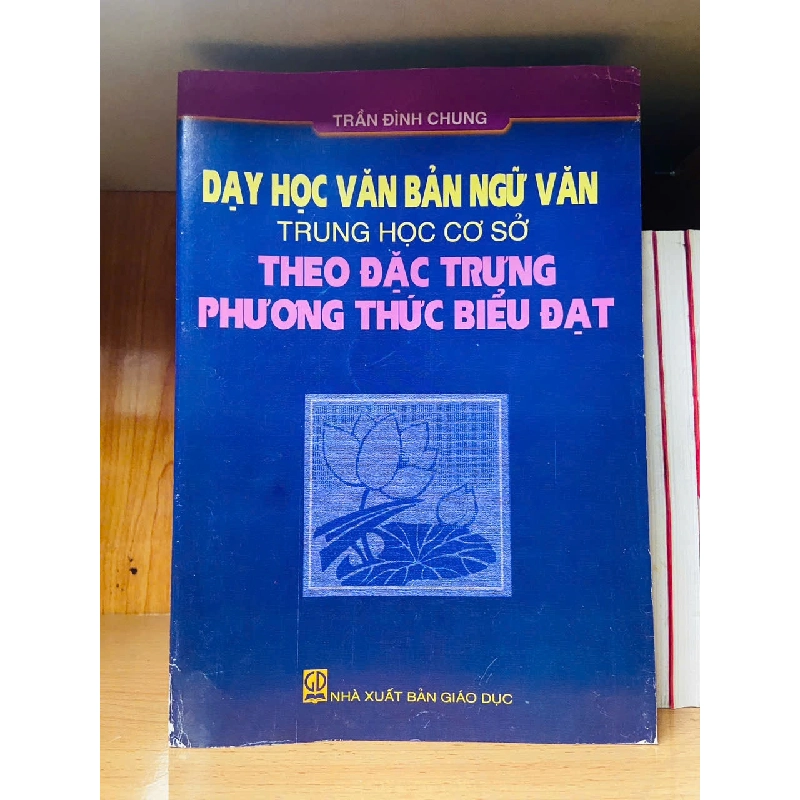 TRẦN ĐÌNH CHUNG
DẠY HỌC VĂN BẢN NGỮ VĂN
TRUNG HỌC CƠ SỞ
THEO ĐẶC TRƯNG
PHƯƠNG THỨC BIỂU ĐẠT
GD
NHÀ XUẤT BẢN GIÁO DỤC